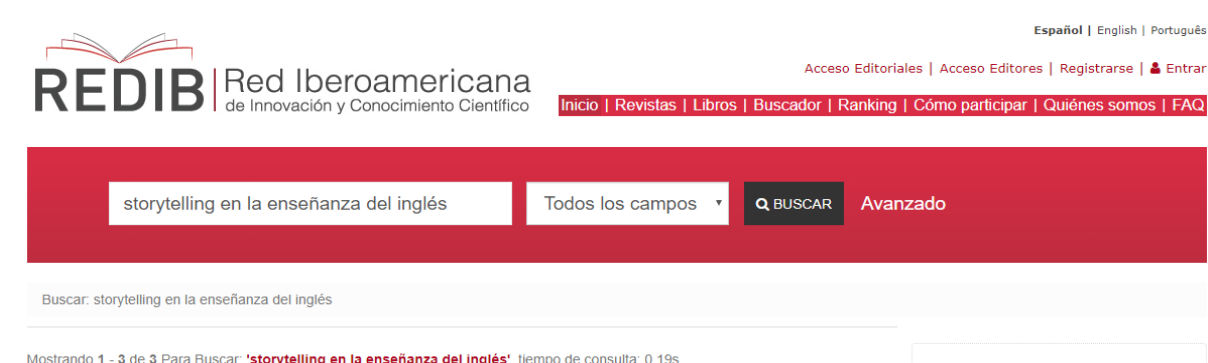 Español | English | Português
REDIB
Red Iberoamericana
de Innovación y Conocimiento Científico
Acceso Editoriales | Acceso Editores | Registrarse | Entrar
Inicio | Revistas | Libros | Buscador | Ranking | Cómo participar | Quiénes somos | FAQ
storytelling en la enseñanza del inglés Todos los campos BUSCAR Avanzado
Buscar: storytelling en la enseñanza del inglés
Mostrando 1 - 3 de 3 Para Buscar: 'storytelling en la enseñanza del inglés', tiempo de consulta: 0.19s